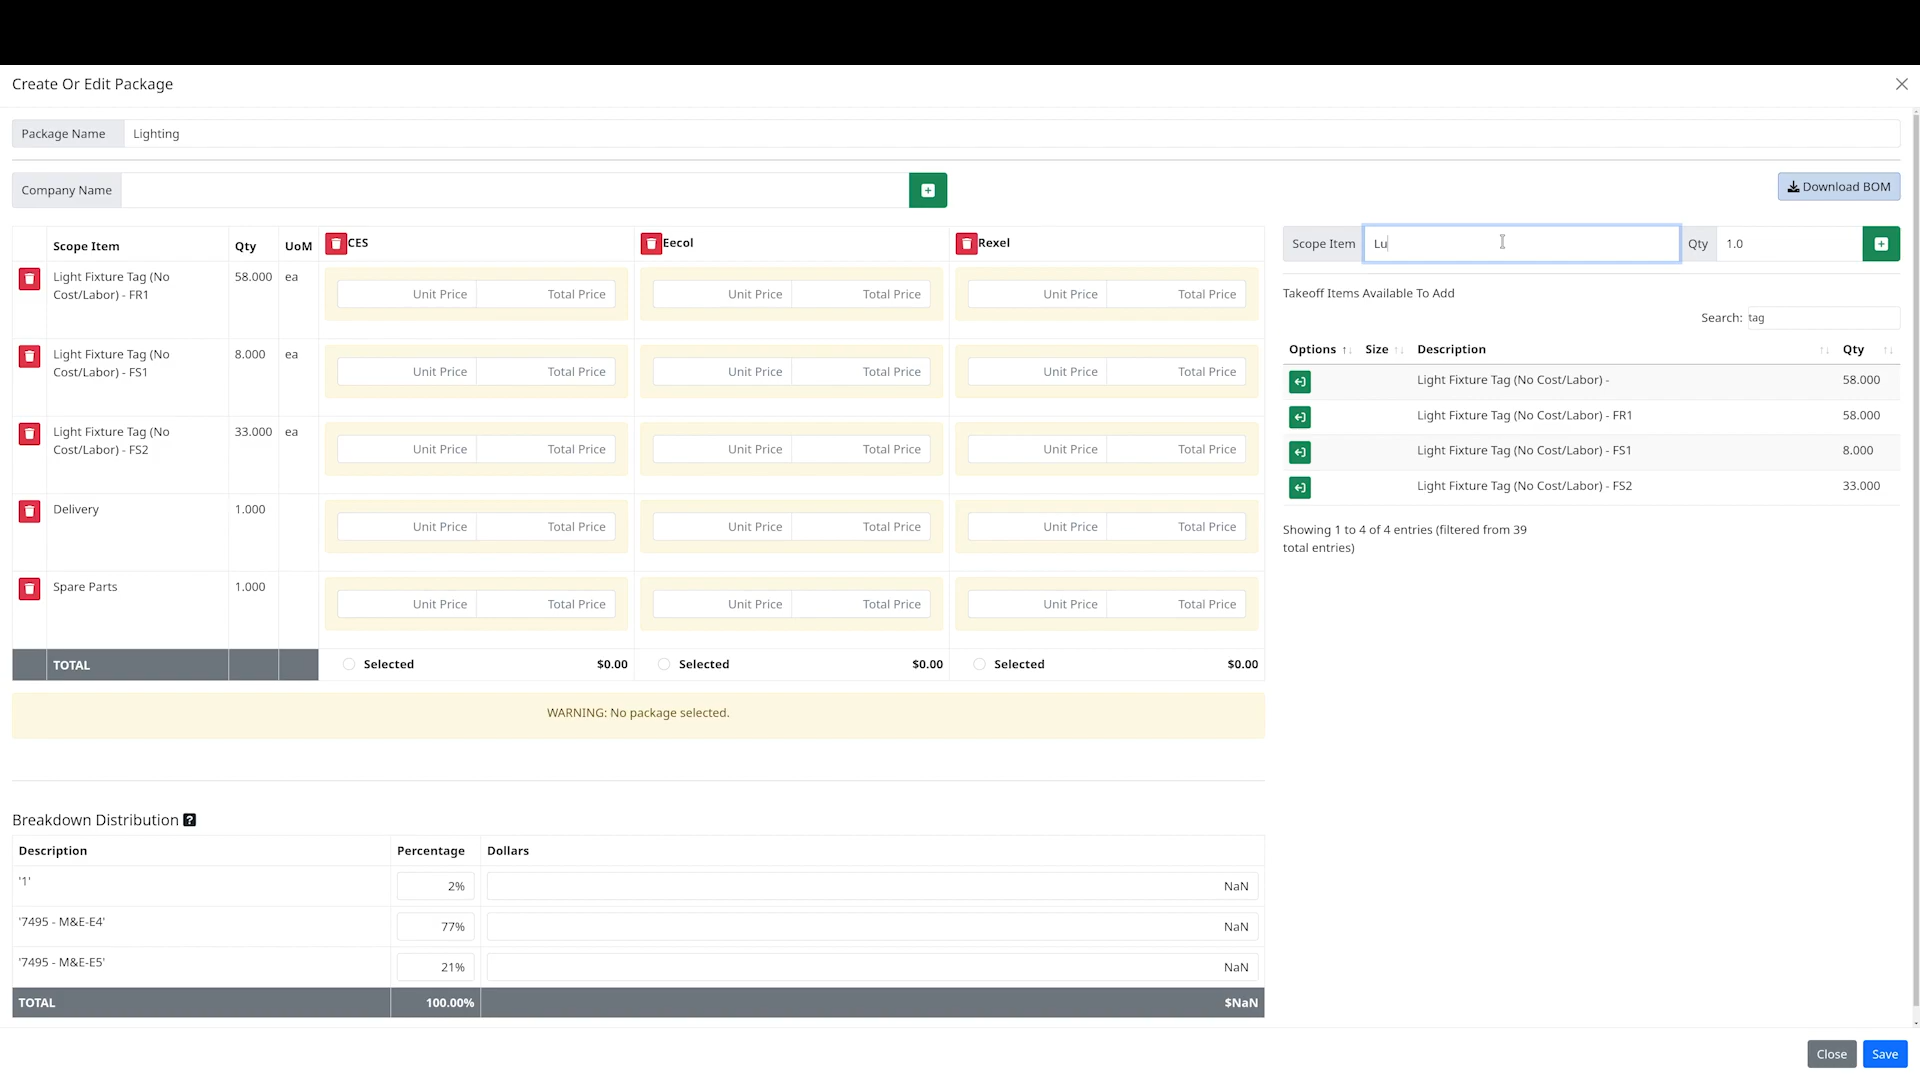 Create Or Edit Package
Package Name Lighting
Company Name
Download BOM
Scope Item Qty UoM CES Eecol Rexel
Light Fixture Tag (No
Cost/Labor) - FR1
58.000 ea Unit Price Total Price Unit Price Total Price Unit Price Total Price
Light Fixture Tag (No
Cost/Labor) - FS1
8.000 ea Unit Price Total Price Unit Price Total Price Unit Price Total Price
Light Fixture Tag (No
Cost/Labor) - FS2
33.000 ea Unit Price Total Price Unit Price Total Price Unit Price Total Price
Delivery 1.000 Unit Price Total Price Unit Price Total Price Unit Price Total Price
Spare Parts 1.000 Unit Price Total Price Unit Price Total Price Unit Price Total Price
TOTAL Selected $0.00 Selected $0.00 Selected $0.00
WARNING: No package selected.
Scope Item Lu Qty 1.0
Takeoff Items Available To Add
Search: tag
Options Size Description Qty
Light Fixture Tag (No Cost/Labor) - 58.000
Light Fixture Tag (No Cost/Labor) - FR1 58.000
Light Fixture Tag (No Cost/Labor) - FS1 8.000
Light Fixture Tag (No Cost/Labor) - FS2 33.000
Showing 1 to 4 of 4 entries (filtered from 39
total entries)
Breakdown Distribution ?
Description Percentage Dollars
'1' 2% NaN
'7495 - M&E-E4' 77% NaN
'7495 - M&E-E5' 21% NaN
TOTAL 100.00% $NaN
Close Save